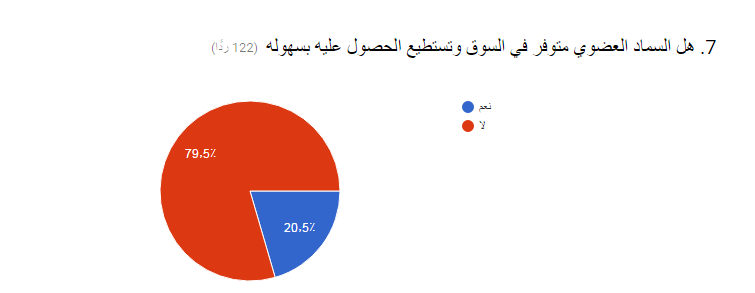 7. هل السماد العضوي متوفر في السوق وتستطيع الحصول عليه بسهوله (122 ردًا)
نعم
لا
79،5٪
20،5٪